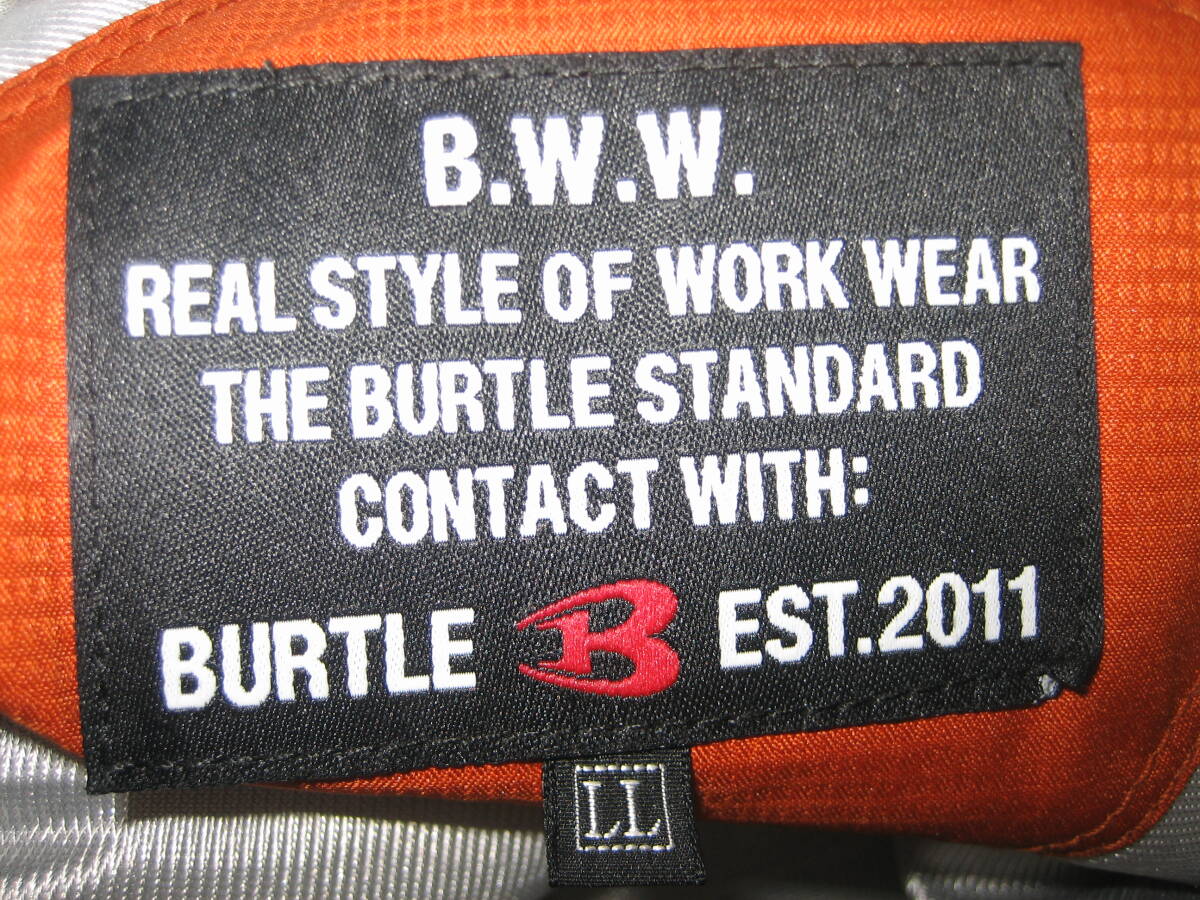 B.W.W.
REAL STYLE OF WORK WEAR
THE BURTLE STANDARD
CONTACT WITH:
BURTLE B EST.2011
LL